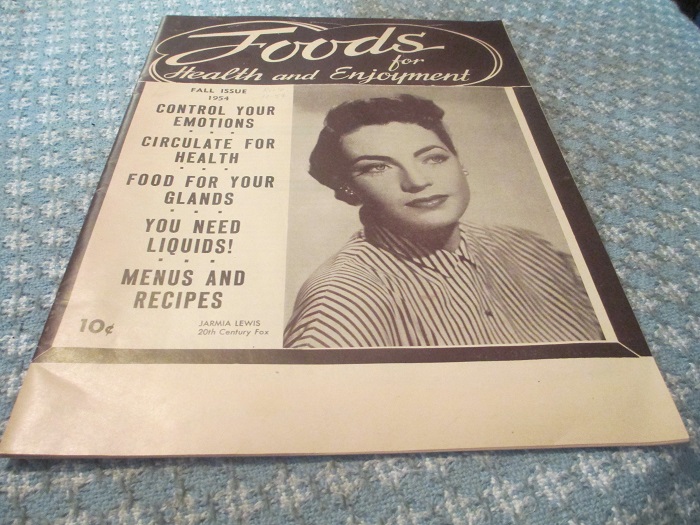 Foods
for
Health and Enjoyment
FALL ISSUE
1954
CONTROL YOUR
EMOTIONS
CIRCULATE FOR
HEALTH
FOOD FOR YOUR
GLANDS
YOU NEED
LIQUIDS!
MENUS AND
RECIPES
10¢
JARMIA LEWIS
20th Century Fox